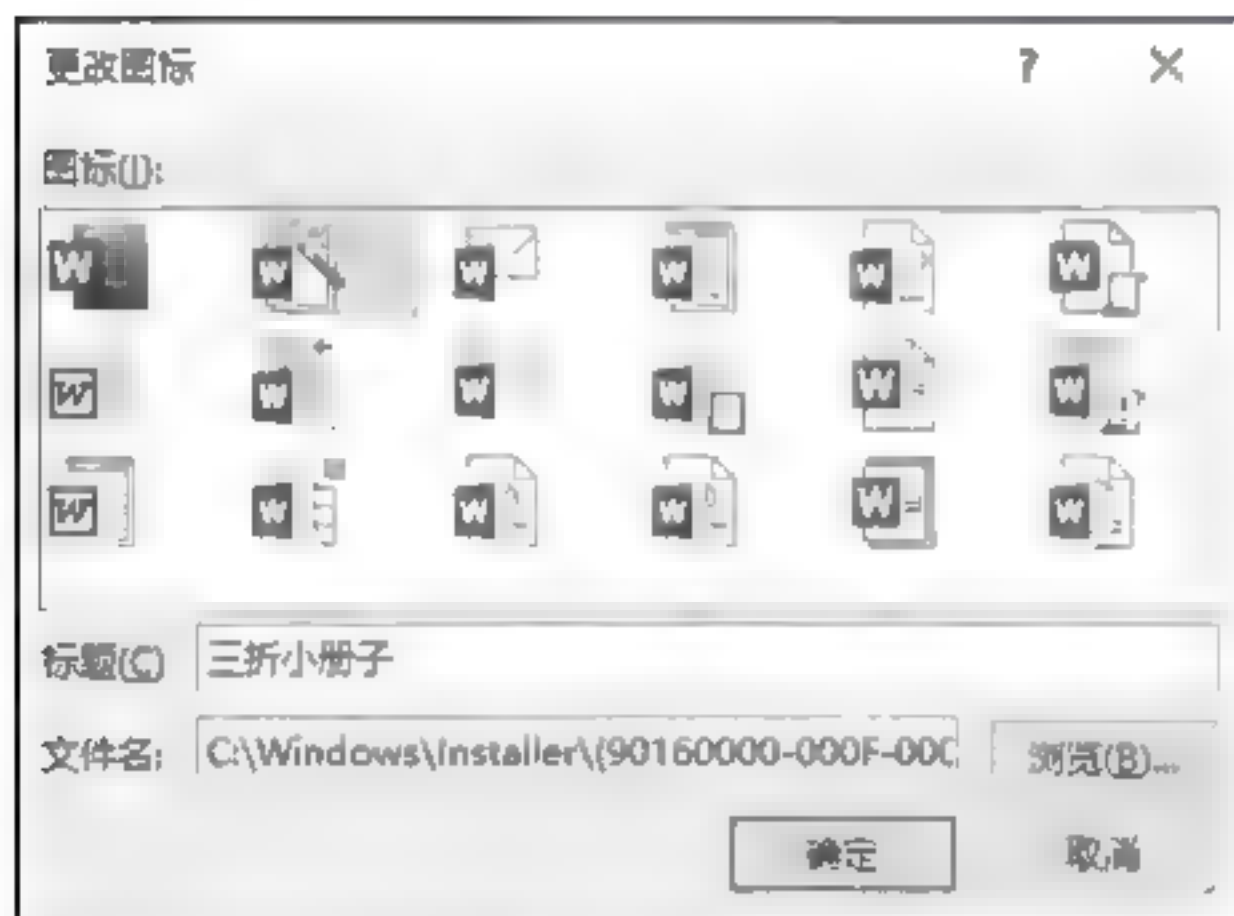 更改图标
图标(I):
标题(C) 三折小册子
文件名: C:\Windows\Installer\{90160000-000F-000
浏览(B)...
确定 取消